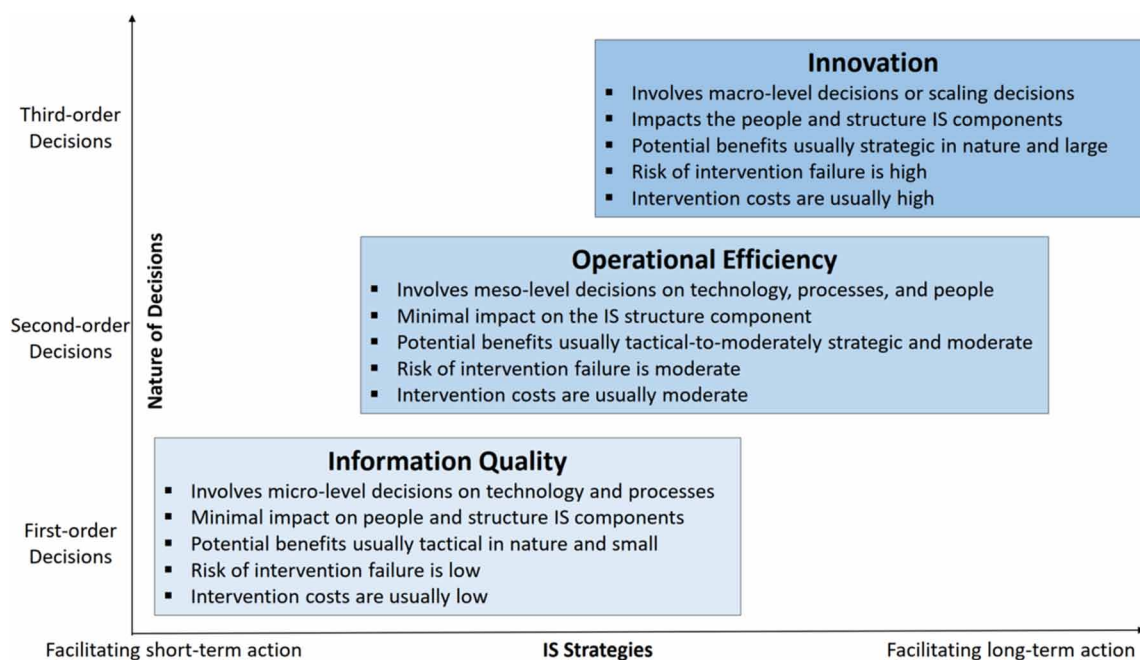 Third-order
Decisions
Second-order
Decisions
First-order
Decisions
Nature of Decisions
Innovation
▪ Involves macro-level decisions or scaling decisions
▪ Impacts the people and structure IS components
▪ Potential benefits usually strategic in nature and large
▪ Risk of intervention failure is high
▪ Intervention costs are usually high
Operational Efficiency
▪ Involves meso-level decisions on technology, processes, and people
▪ Minimal impact on the IS structure component
▪ Potential benefits usually tactical-to-moderately strategic and moderate
▪ Risk of intervention failure is moderate
▪ Intervention costs are usually moderate
Information Quality
▪ Involves micro-level decisions on technology and processes
▪ Minimal impact on people and structure IS components
▪ Potential benefits usually tactical in nature and small
▪ Risk of intervention failure is low
▪ Intervention costs are usually low
Facilitating short-term action
IS Strategies
Facilitating long-term action